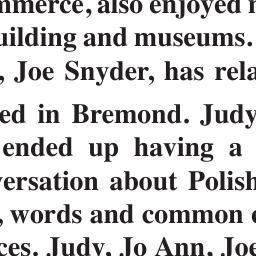 mmerce, also enjoyed
uilding and museums.
, Joe Snyder, has rela
ed in Bremond. Judy
ended up having a
versation about Polish
, words and common
ces. Judy, Jo Ann, Joe